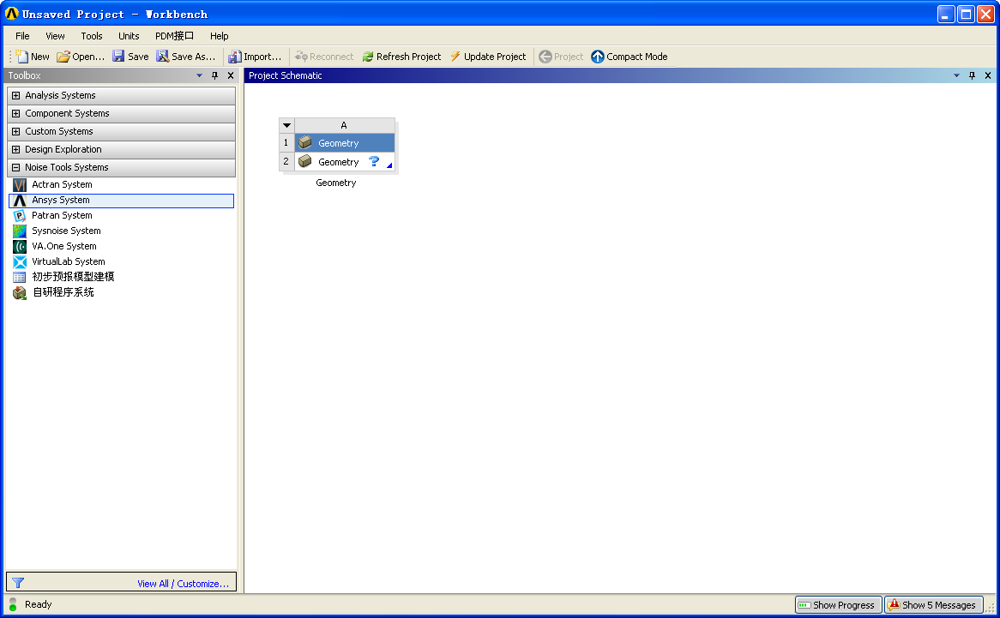 Unsaved Project - Workbench
File View Tools Units PDM接口 Help
New Open... Save Save As... Import... Reconnect Refresh Project Update Project Project Compact Mode
Toolbox
Project Schematic
Analysis Systems
Component Systems
Custom Systems
Design Exploration
Noise Tools Systems
Actran System
Ansys System
Patran System
Sysnoise System
VA.One System
VirtualLab System
初步预报模型建模
自研程序系统
View All / Customize...
A
1 Geometry
2 Geometry ?
Geometry
Ready
Show Progress
Show 5 Messages